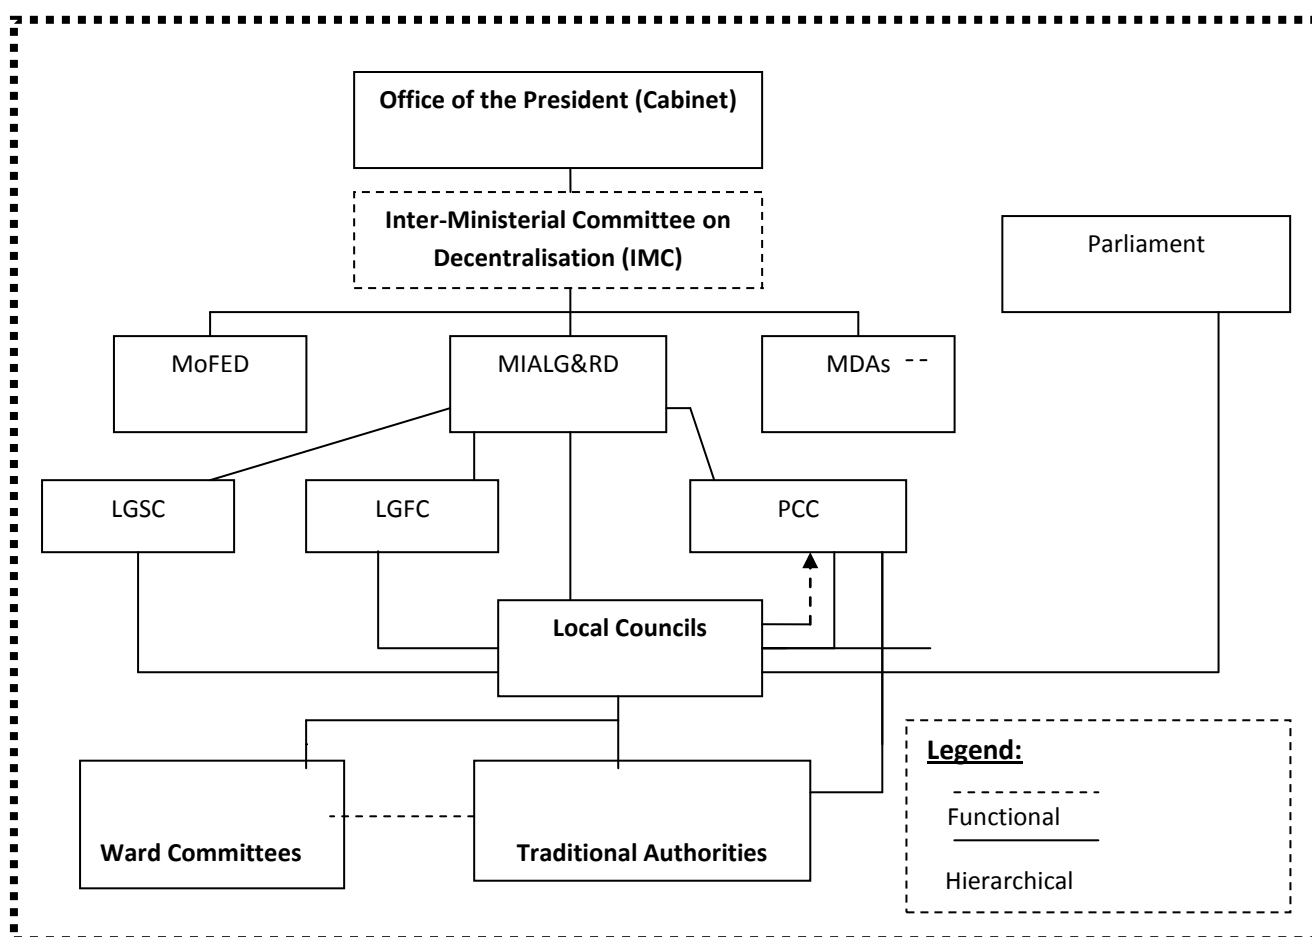 Office of the President (Cabinet)
Inter-Ministerial Committee on
Decentralisation (IMC)
Parliament
MoFED
MIALG&RD
MDAs
LGSC
LGFC
PCC
Local Councils
Ward Committees
Traditional Authorities
Legend:
Functional
Hierarchical